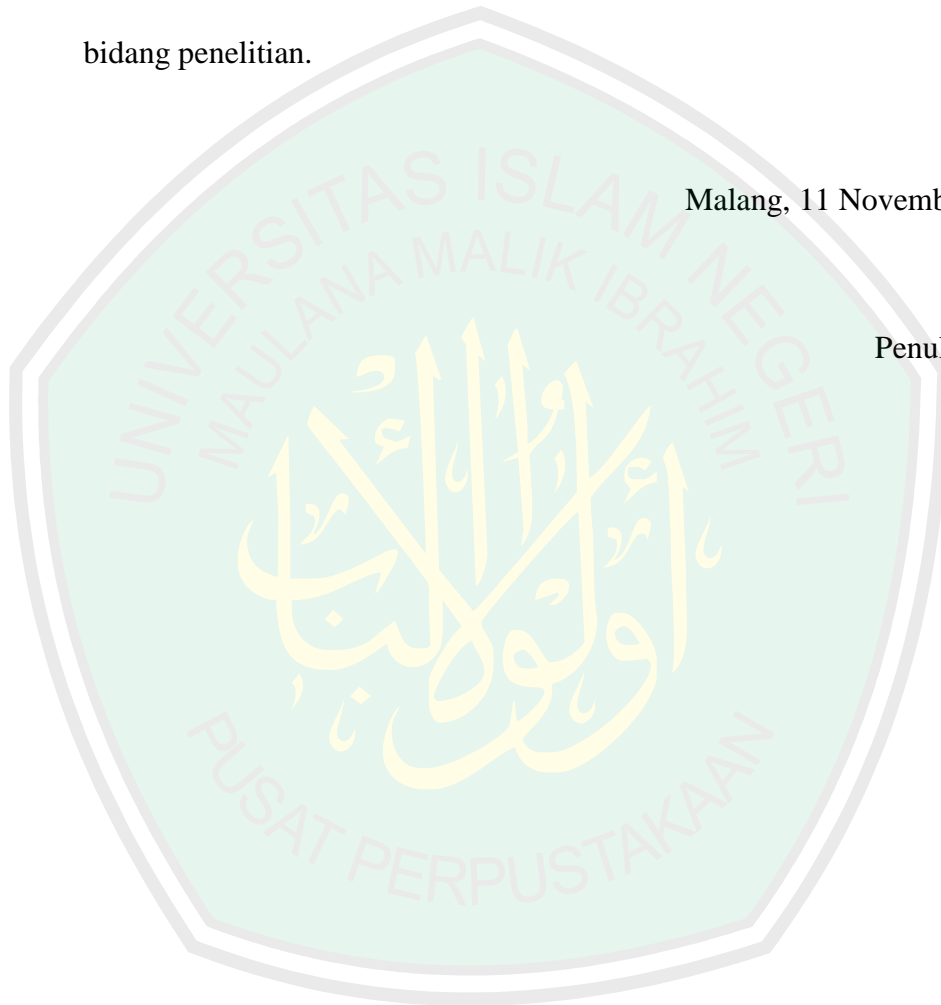 bidang penelitian.
Malang, 11 Novemb
Penul
UNIVERSITAS ISLAM NEGERI
MAULANA MALIK IBRAHIM
أولوا الألباب
PUSAT PERPUSTAKAAN